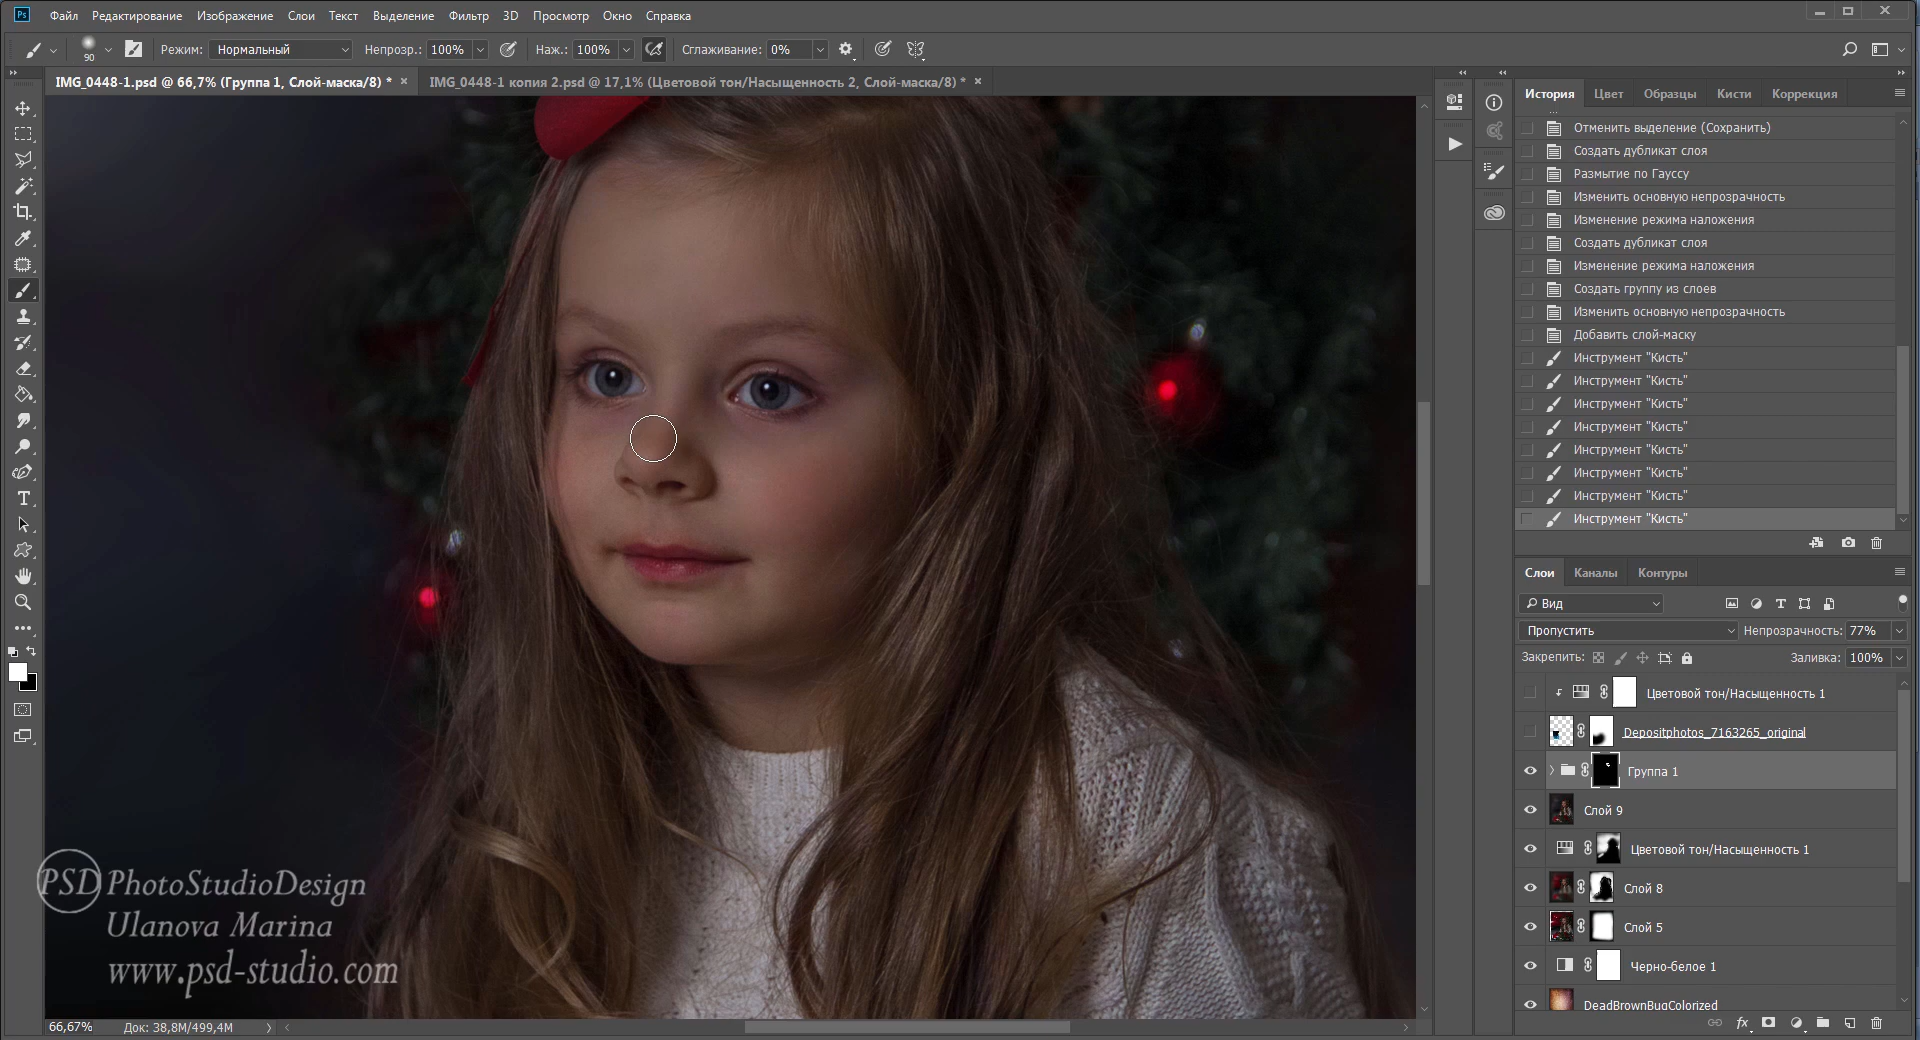 Ps Файл Редактирование Изображение Слои Текст Выделение Фильтр 3D Просмотр Окно Справка
90 Режим: Нормальный Непрозр.: 100% Наж.: 100% Сглаживание: 0%
IMG_0448-1.psd @ 66,7% (Группа 1, Слой-маска/8) * IMG_0448-1 копия 2.psd @ 17,1% (Цветовой тон/Насыщенность 2, Слой-маска/8) *
История Цвет Образцы Кисти Коррекция
Отменить выделение (Сохранить)
Создать дубликат слоя
Размытие по Гауссу
Изменить основную непрозрачность
Изменение режима наложения
Создать дубликат слоя
Изменение режима наложения
Создать группу из слоев
Изменить основную непрозрачность
Добавить слой-маску
Инструмент "Кисть"
Инструмент "Кисть"
Инструмент "Кисть"
Инструмент "Кисть"
Инструмент "Кисть"
Инструмент "Кисть"
Инструмент "Кисть"
Инструмент "Кисть"
Слои Каналы Контуры
Вид
Пропустить Непрозрачность: 77%
Закрепить: Заливка: 100%
Цветовой тон/Насыщенность 1
Depositphotos_7163265_original
Группа 1
Слой 9
Цветовой тон/Насыщенность 1
Слой 8
Слой 5
Черно-белое 1
DeadBrownBugColorized
PSD PhotoStudioDesign
Ulanova Marina
www.psd-studio.com
66,67% Док: 38,8M/499,4M